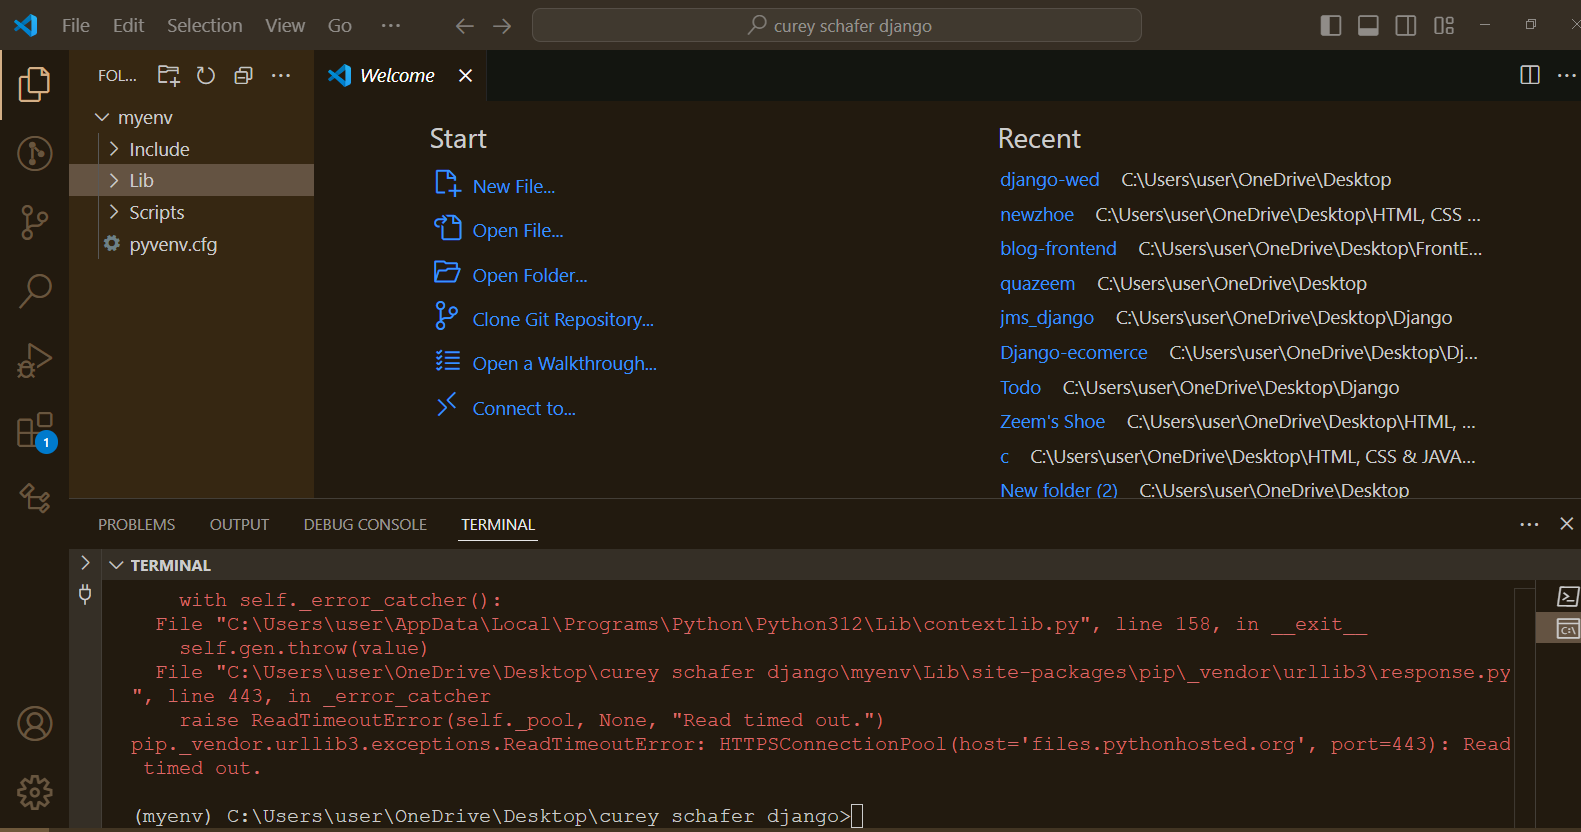 File Edit Selection View Go ···
curey schafer django
FOL... ···
Welcome
myenv
Include
Lib
Scripts
pyvenv.cfg
1
Start
New File...
Open File...
Open Folder...
Clone Git Repository...
Open a Walkthrough...
Connect to...
Recent
django-wed C:\Users\user\OneDrive\Desktop
newzhoe C:\Users\user\OneDrive\Desktop\HTML, CSS ...
blog-frontend C:\Users\user\OneDrive\Desktop\FrontE...
quazeem C:\Users\user\OneDrive\Desktop
jms_django C:\Users\user\OneDrive\Desktop\Django
Django-ecomerce C:\Users\user\OneDrive\Desktop\Dj...
Todo C:\Users\user\OneDrive\Desktop\Django
Zeem's Shoe C:\Users\user\OneDrive\Desktop\HTML, ...
c C:\Users\user\OneDrive\Desktop\HTML, CSS & JAVA...
New folder (2) C:\Users\user\OneDrive\Desktop
PROBLEMS OUTPUT DEBUG CONSOLE TERMINAL
TERMINAL
with self._error_catcher():
File "C:\Users\user\AppData\Local\Programs\Python\Python312\Lib\contextlib.py", line 158, in __exit__
self.gen.throw(value)
File "C:\Users\user\OneDrive\Desktop\curey schafer django\myenv\Lib\site-packages\pip\_vendor\urllib3\response.py
", line 443, in _error_catcher
raise ReadTimeoutError(self._pool, None, "Read timed out.")
pip._vendor.urllib3.exceptions.ReadTimeoutError: HTTPSConnectionPool(host='files.pythonhosted.org', port=443): Read
timed out.
(myenv) C:\Users\user\OneDrive\Desktop\curey schafer django>